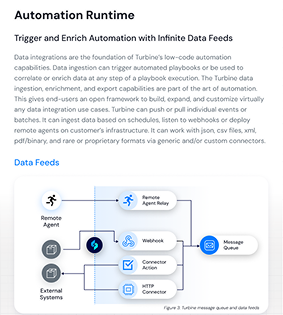 Automation Runtime
Trigger and Enrich Automation with Infinite Data Feeds
Data integrations are the foundation of Turbine's low-code automation
capabilities. Data ingestion can trigger automated playbooks or be used to
correlate or enrich data at any step of a playbook execution. The Turbine data
ingestion, enrichment, and export capabilities are part of the art of automation.
This gives end-users an open framework to build, expand, and customize virtually
any data integration use cases. Turbine can push or pull individual events or
batches. It can ingest data based on schedules, listen to webhooks or deploy
remote agents on customer's infrastructure. It can work with json, csv files, xml,
pdf/binary, and rare or proprietary formats via generic and/or custom connectors.
Data Feeds
Remote
Agent
Remote
Agent Relay
Webhook
Message
Queue
Connector
Action
External
Systems
HTTP
Connector
Figure 3: Turbine message queue and data feeds